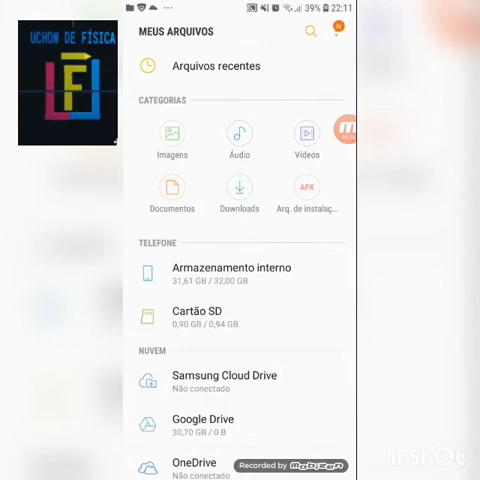 UCHOW DE FÍSICA
F
22:11
39%
MEUS ARQUIVOS
N
Arquivos recentes
CATEGORIAS
Imagens
Áudio
Vídeos
Documentos
Downloads
APK
Arq. de instalaç...
TELEFONE
Armazenamento interno
31,61 GB / 32,00 GB
Cartão SD
0,90 GB / 0,94 GB
NUVEM
Samsung Cloud Drive
Não conectado
Google Drive
30,70 GB / 0 B
OneDrive
Não conectado
Recorded by mobizen
InShot